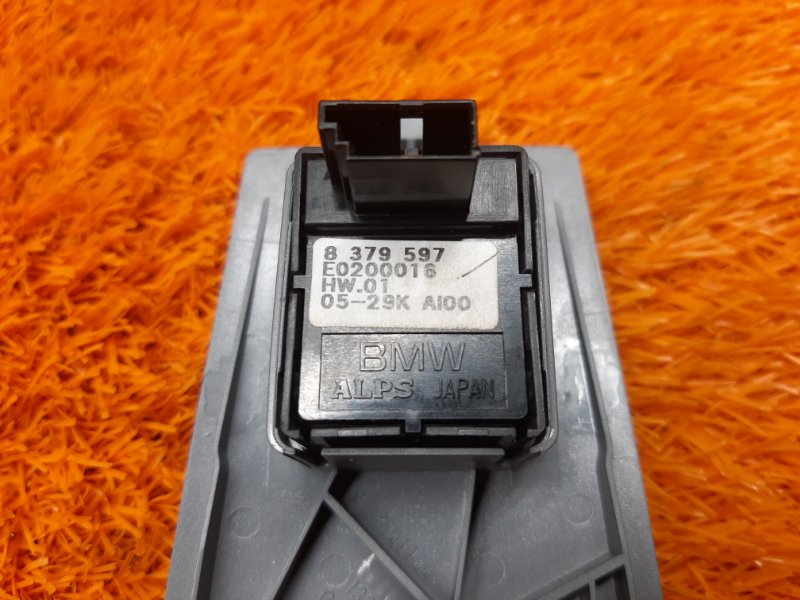 8 379 597
E0200016
HW.01
05-29K AI00
BMW
ALPS JAPAN